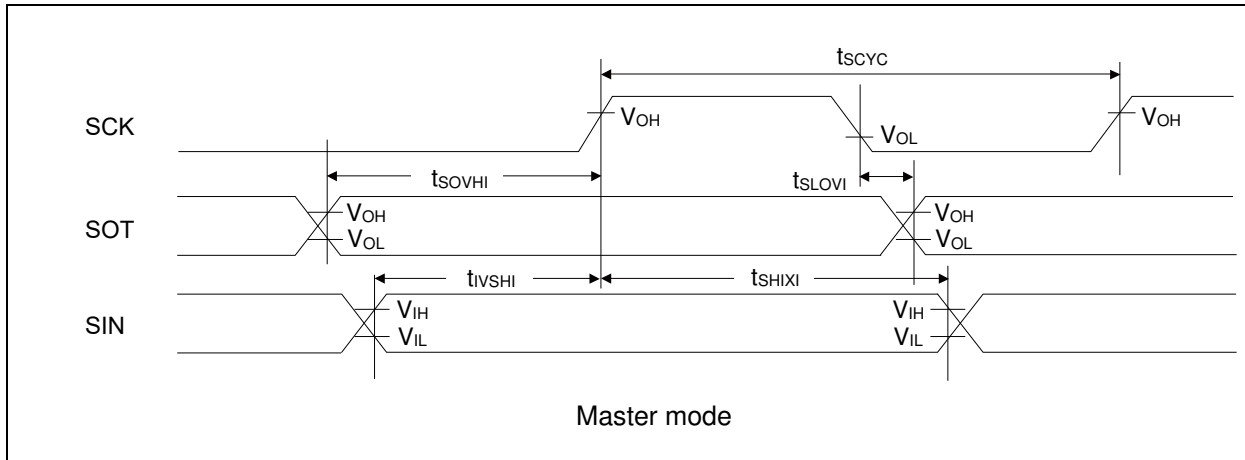 tSCYC
SCK
VOH
VOL
VOH
tSOVHI
tSLOVI
SOT
VOH
VOL
VOH
VOL
tIVSHI
tSHIXI
SIN
VIH
VIL
VIH
VIL
Master mode